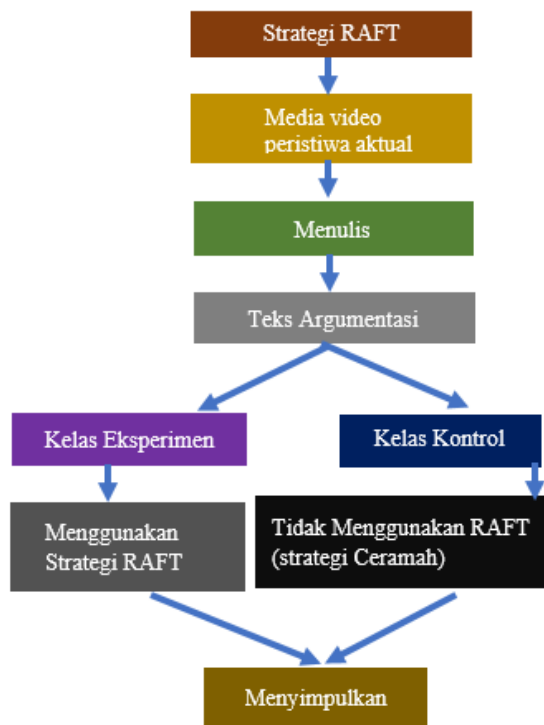 Strategi RAFT
Media video
peristiwa aktual
Menulis
Teks Argumentasi
Kelas Eksperimen
Kelas Kontrol
Menggunakan
Strategi RAFT
Tidak Menggunakan RAFT
(strategi Ceramah)
Menyimpulkan